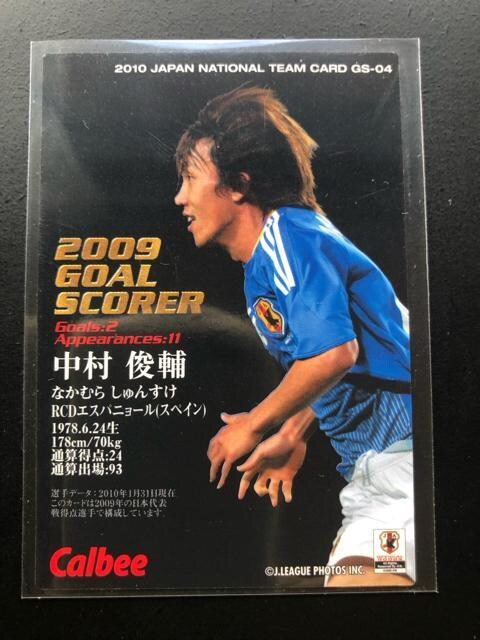 2010 JAPAN NATIONAL TEAM CARD GS-04
2009
GOAL
SCORER
Goals:2
Appearances:11
中村 俊輔
なかむら しゅんすけ
RCDエスパニョール(スペイン)
1978.6.24生
178cm/70kg
通算得点:24
通算出場:93
選手データ：2010年1月31日現在
このカードは2009年の日本代表
戦得点選手で構成しています。
Calbee
©J.LEAGUE PHOTOS INC.